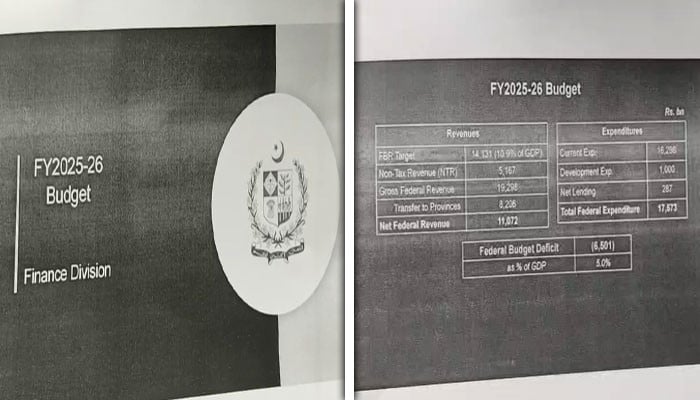 FY2025-26
Budget
Finance Division
FY2025-26 Budget
Rs. bn
Revenues
FBR Target 14,131 (10.9% of GDP)
Non-Tax Revenue (NTR) 5,167
Gross Federal Revenue 19,298
Transfer to Provinces 8,206
Net Federal Revenue 11,072
Expenditures
Current Exp. 16,286
Development Exp. 1,000
Net Lending 287
Total Federal Expenditure 17,573
Federal Budget Deficit (6,501)
as % of GDP 5.0%